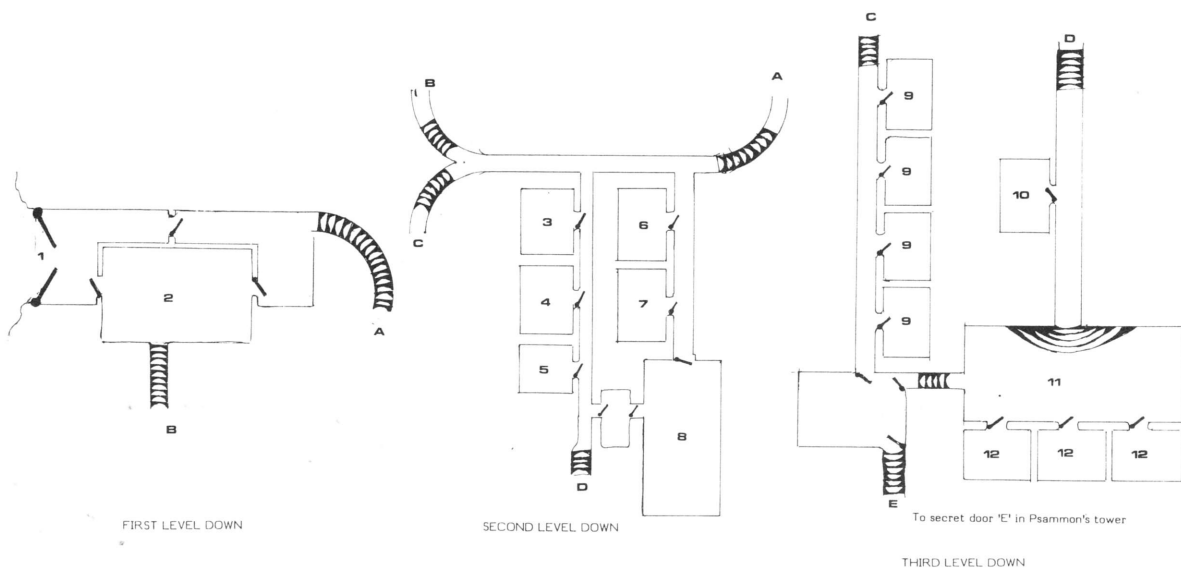 1
2
A
B
FIRST LEVEL DOWN
B
A
C
3
6
4
7
5
8
D
SECOND LEVEL DOWN
C
D
9
9
10
9
9
11
12
12
12
E
To secret door 'E' in Psammon's tower
THIRD LEVEL DOWN